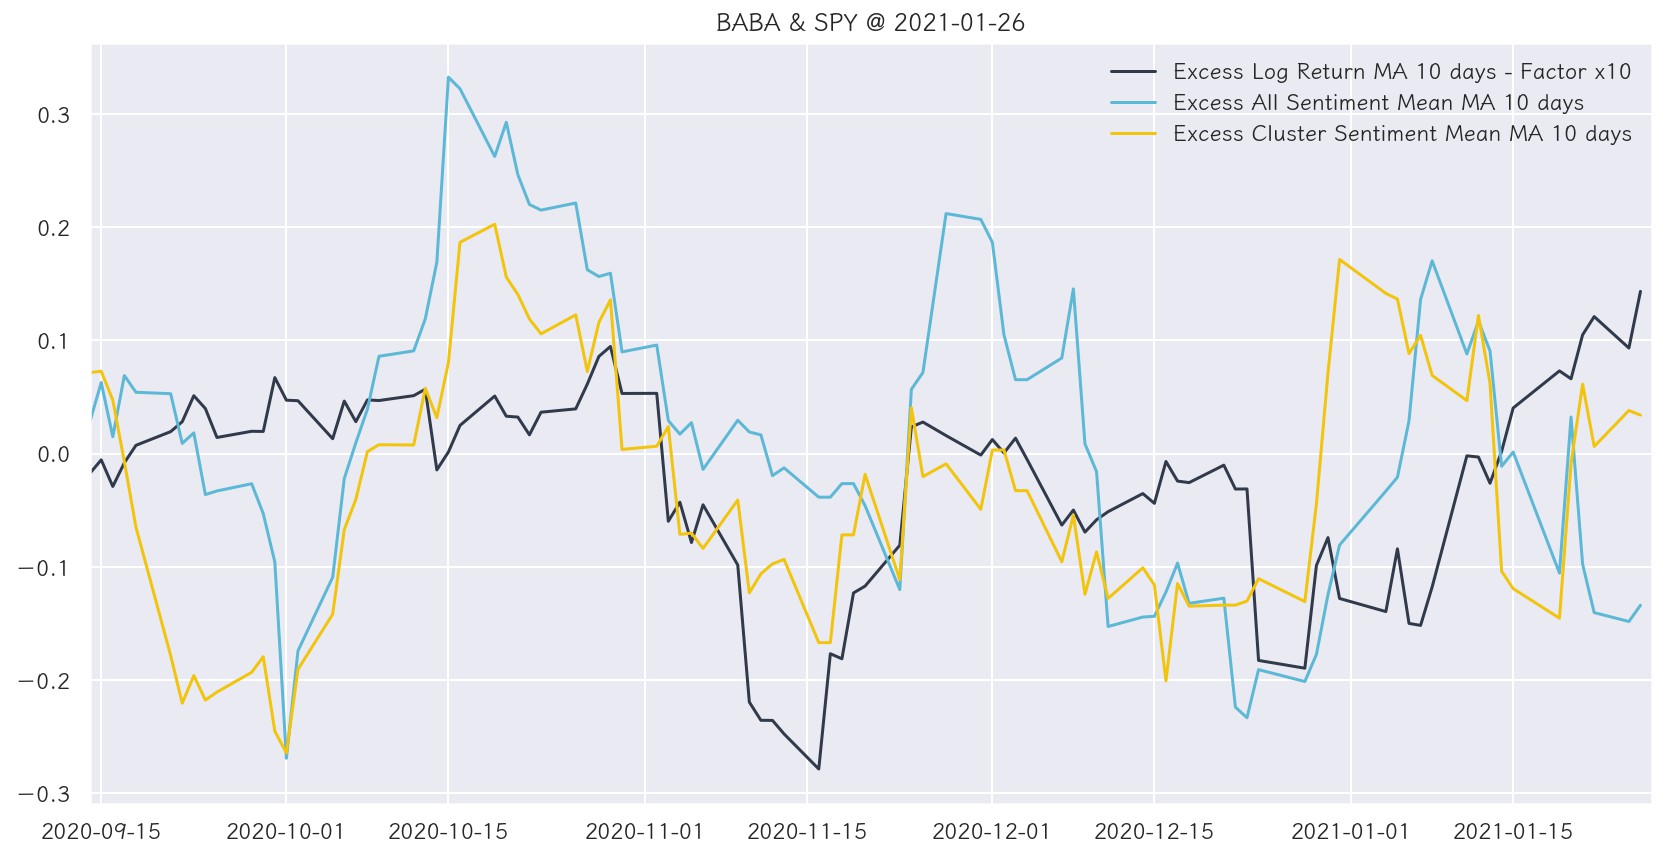 BABA & SPY @ 2021-01-26
Excess Log Return MA 10 days - Factor x10
Excess All Sentiment Mean MA 10 days
Excess Cluster Sentiment Mean MA 10 days
0.3
0.2
0.1
0.0
−0.1
−0.2
−0.3
2020-09-15 2020-10-01 2020-10-15 2020-11-01 2020-11-15 2020-12-01 2020-12-15 2021-01-01 2021-01-15